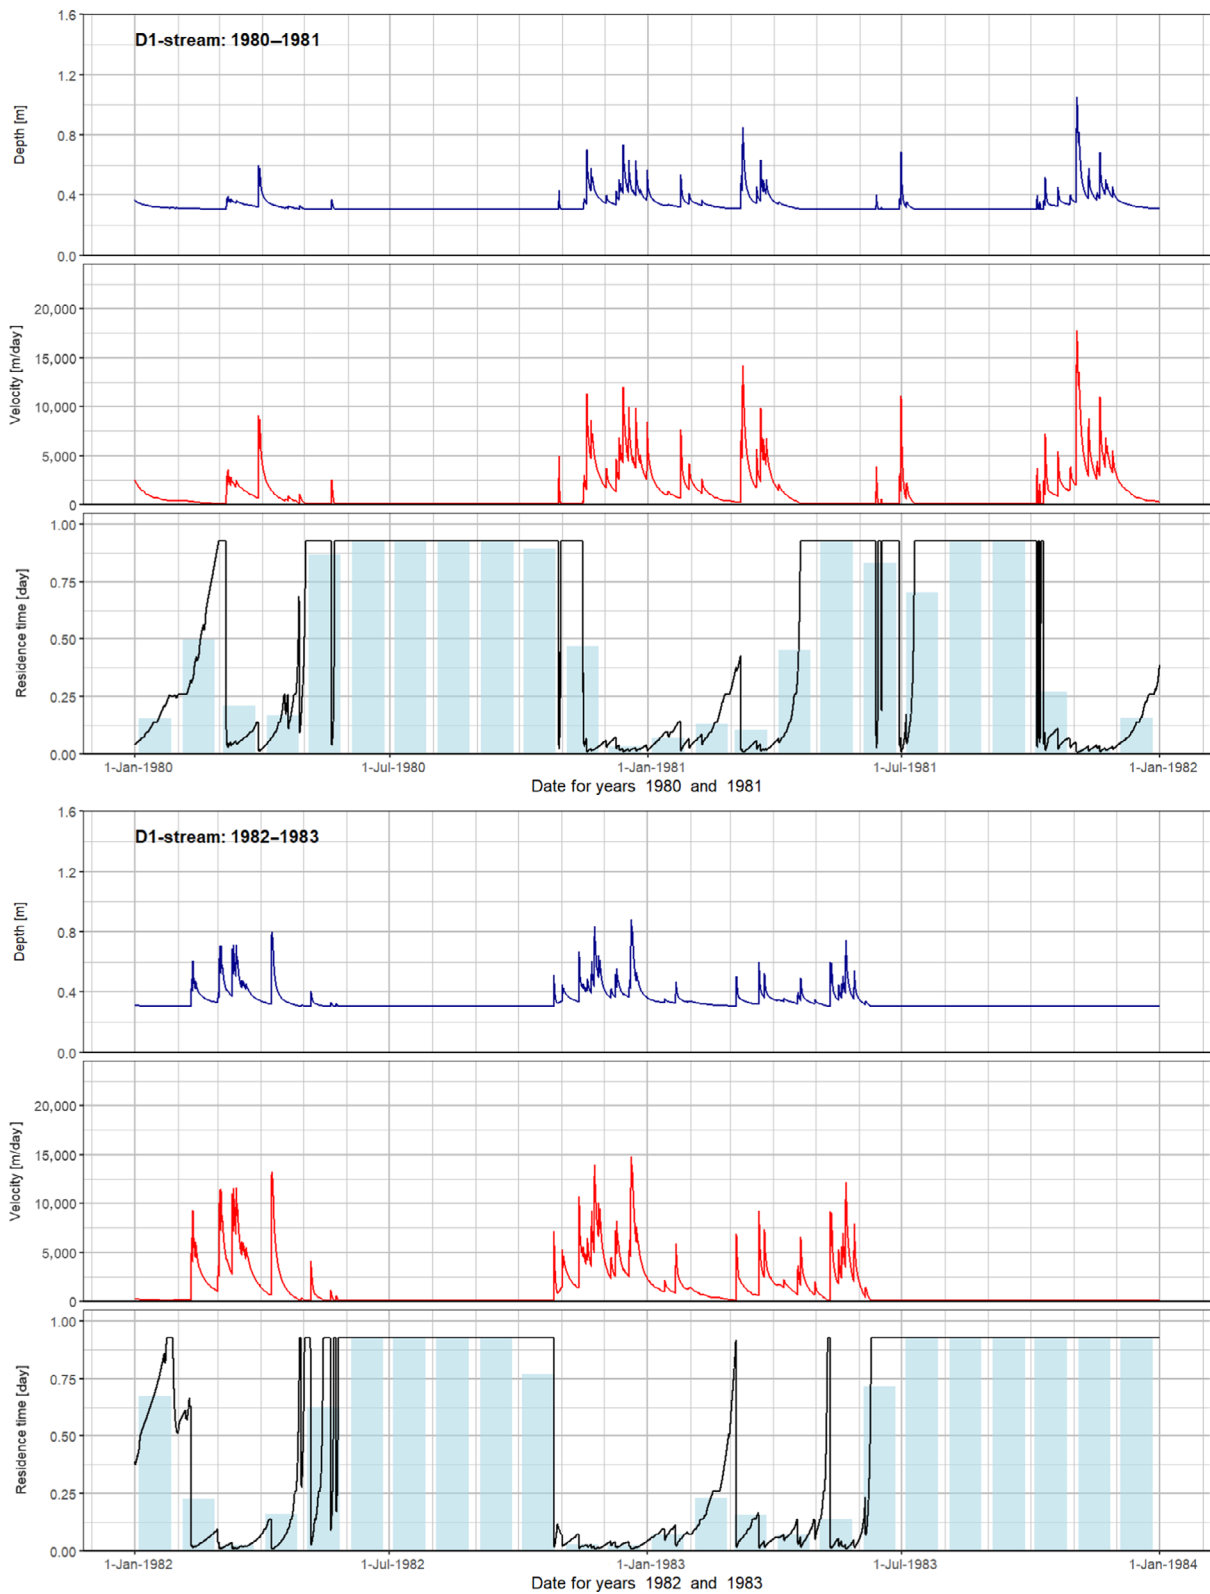 1.6
D1-stream: 1980–1981
1.2
Depth [m]
0.8
0.4
0.0
20,000
Velocity [m/day]
15,000
10,000
5,000
0
1.00
Residence time [day]
0.75
0.50
0.25
0.00
1-Jan-1980 1-Jul-1980 1-Jan-1981 1-Jul-1981 1-Jan-1982
Date for years 1980 and 1981
1.6
D1-stream: 1982–1983
1.2
Depth [m]
0.8
0.4
0.0
20,000
Velocity [m/day]
15,000
10,000
5,000
0
1.00
Residence time [day]
0.75
0.50
0.25
0.00
1-Jan-1982 1-Jul-1982 1-Jan-1983 1-Jul-1983 1-Jan-1984
Date for years 1982 and 1983